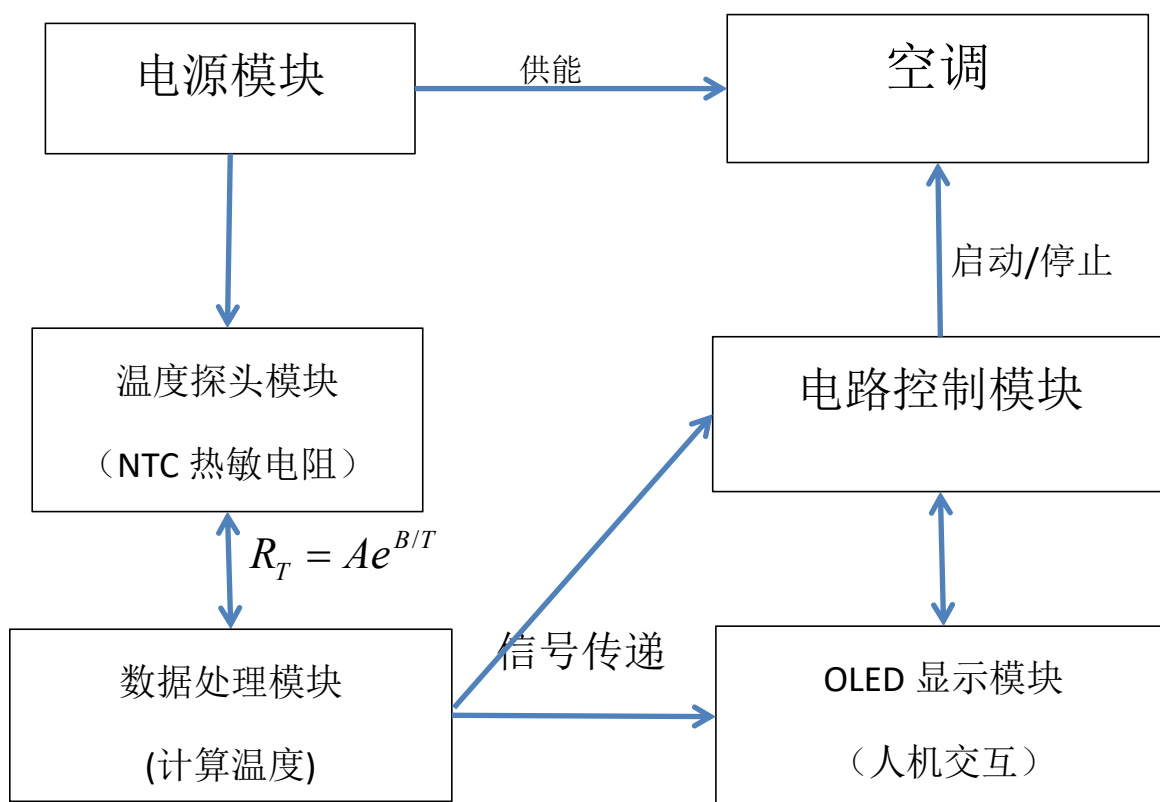 电源模块
供能
空调
启动/停止
温度探头模块
（NTC 热敏电阻）
电路控制模块
R_T = Ae^{B/T}
信号传递
数据处理模块
(计算温度)
OLED 显示模块
（人机交互）